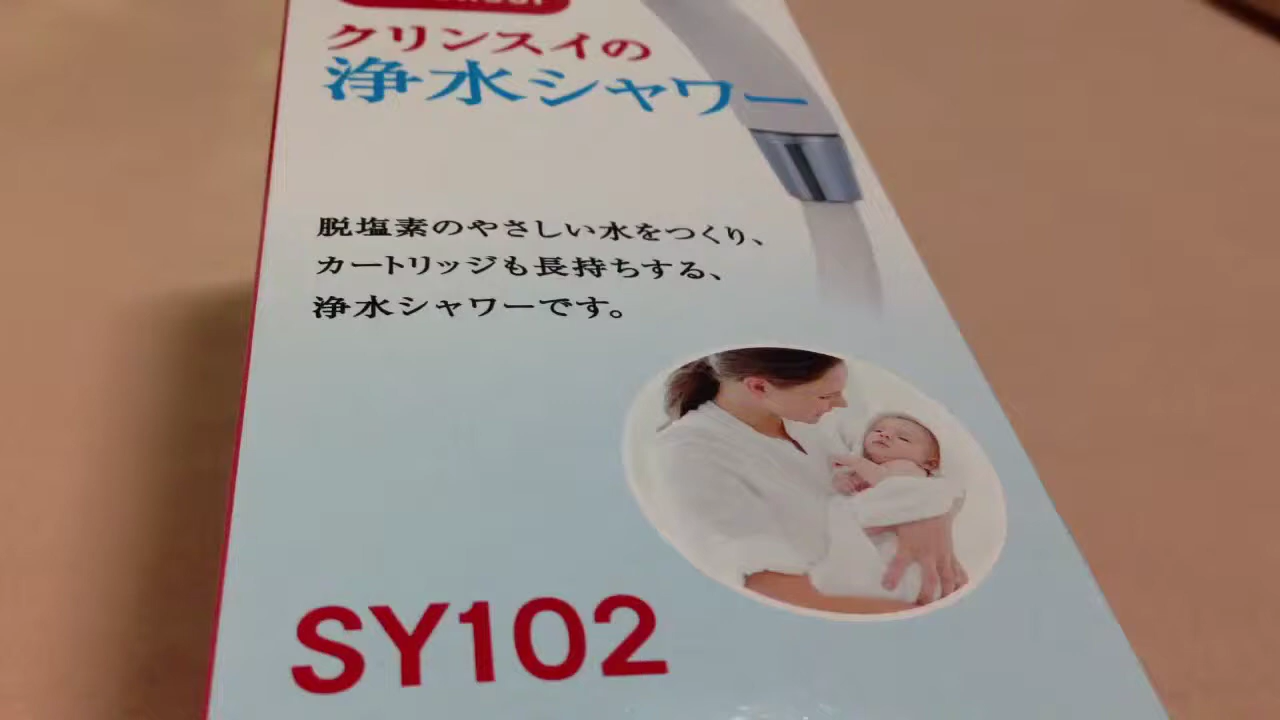 クリンスイの
浄水シャワー
脱塩素のやさしい水をつくり、
カートリッジも長持ちする、
浄水シャワーです。
SY102